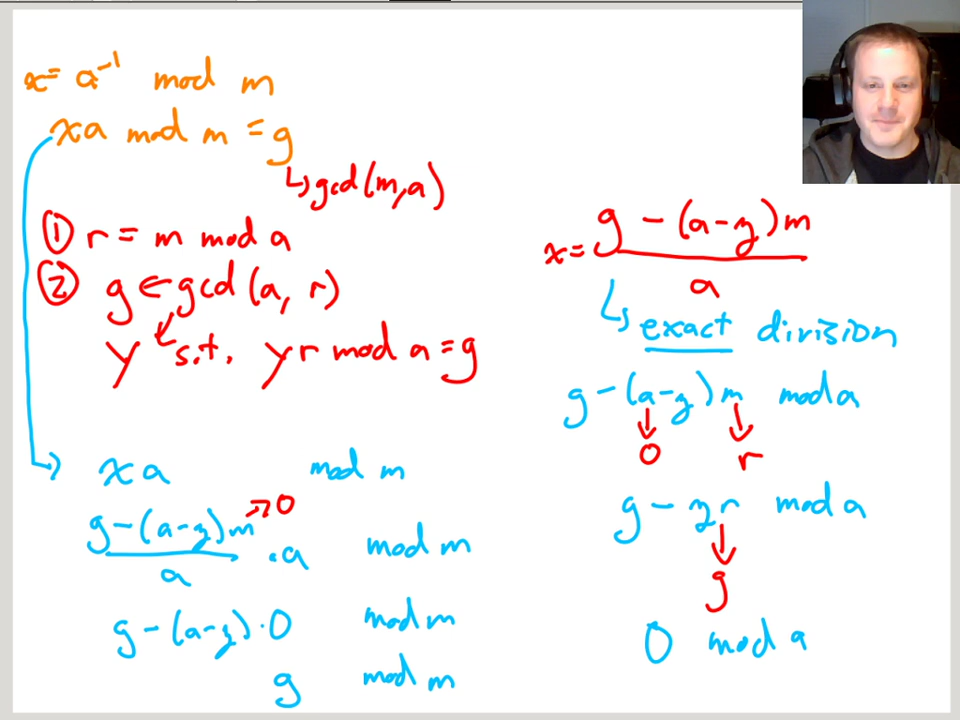 x = a⁻¹ mod m
xa mod m = g
↳ gcd(m,a)
① r = m mod a
② g ← gcd(a, r)
y s.t. yr mod a = g
xa mod m
g-(a-z)m → 0
a
· a mod m
g-(a-z)·0 mod m
g mod m
x = g - (a-z)m
a
↳ exact division
g-(a-z)m mod a
0 r
g - zr mod a
g
0 mod a